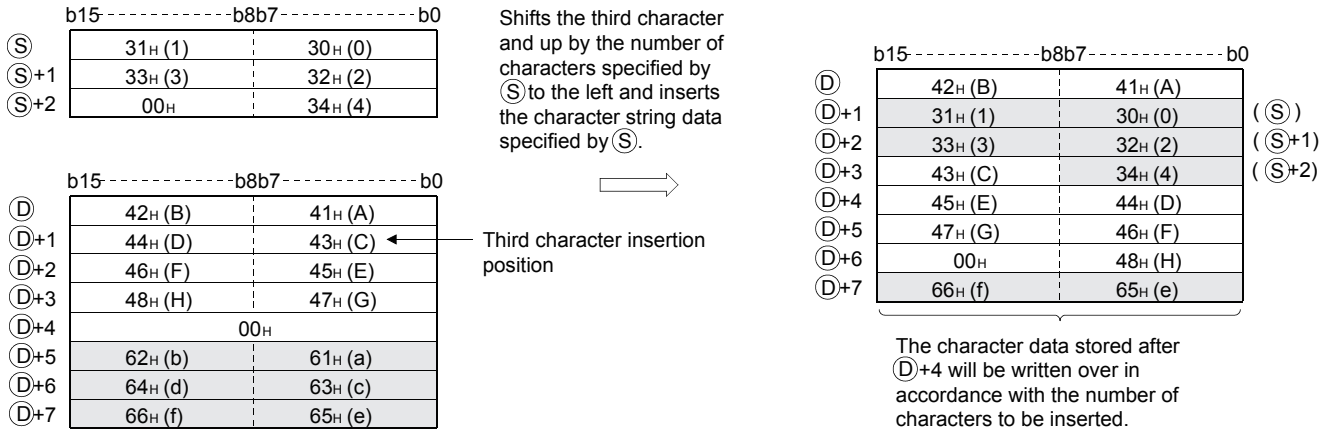 b15 b8b7 b0
Ⓢ 31H (1) 30H (0)
Ⓢ+1 33H (3) 32H (2)
Ⓢ+2 00H 34H (4)
b15 b8b7 b0
Ⓓ 42H (B) 41H (A)
Ⓓ+1 44H (D) 43H (C)
Ⓓ+2 46H (F) 45H (E)
Ⓓ+3 48H (H) 47H (G)
Ⓓ+4 00H
Ⓓ+5 62H (b) 61H (a)
Ⓓ+6 64H (d) 63H (c)
Ⓓ+7 66H (f) 65H (e)
Shifts the third character
and up by the number of
characters specified by
Ⓢ to the left and inserts
the character string data
specified by Ⓢ.
Third character insertion
position
b15 b8b7 b0
Ⓓ 42H (B) 41H (A)
Ⓓ+1 31H (1) 30H (0) (Ⓢ)
Ⓓ+2 33H (3) 32H (2) (Ⓢ+1)
Ⓓ+3 43H (C) 34H (4) (Ⓢ+2)
Ⓓ+4 45H (E) 44H (D)
Ⓓ+5 47H (G) 46H (F)
Ⓓ+6 00H 48H (H)
Ⓓ+7 66H (f) 65H (e)
The character data stored after
Ⓓ+4 will be written over in
accordance with the number of
characters to be inserted.